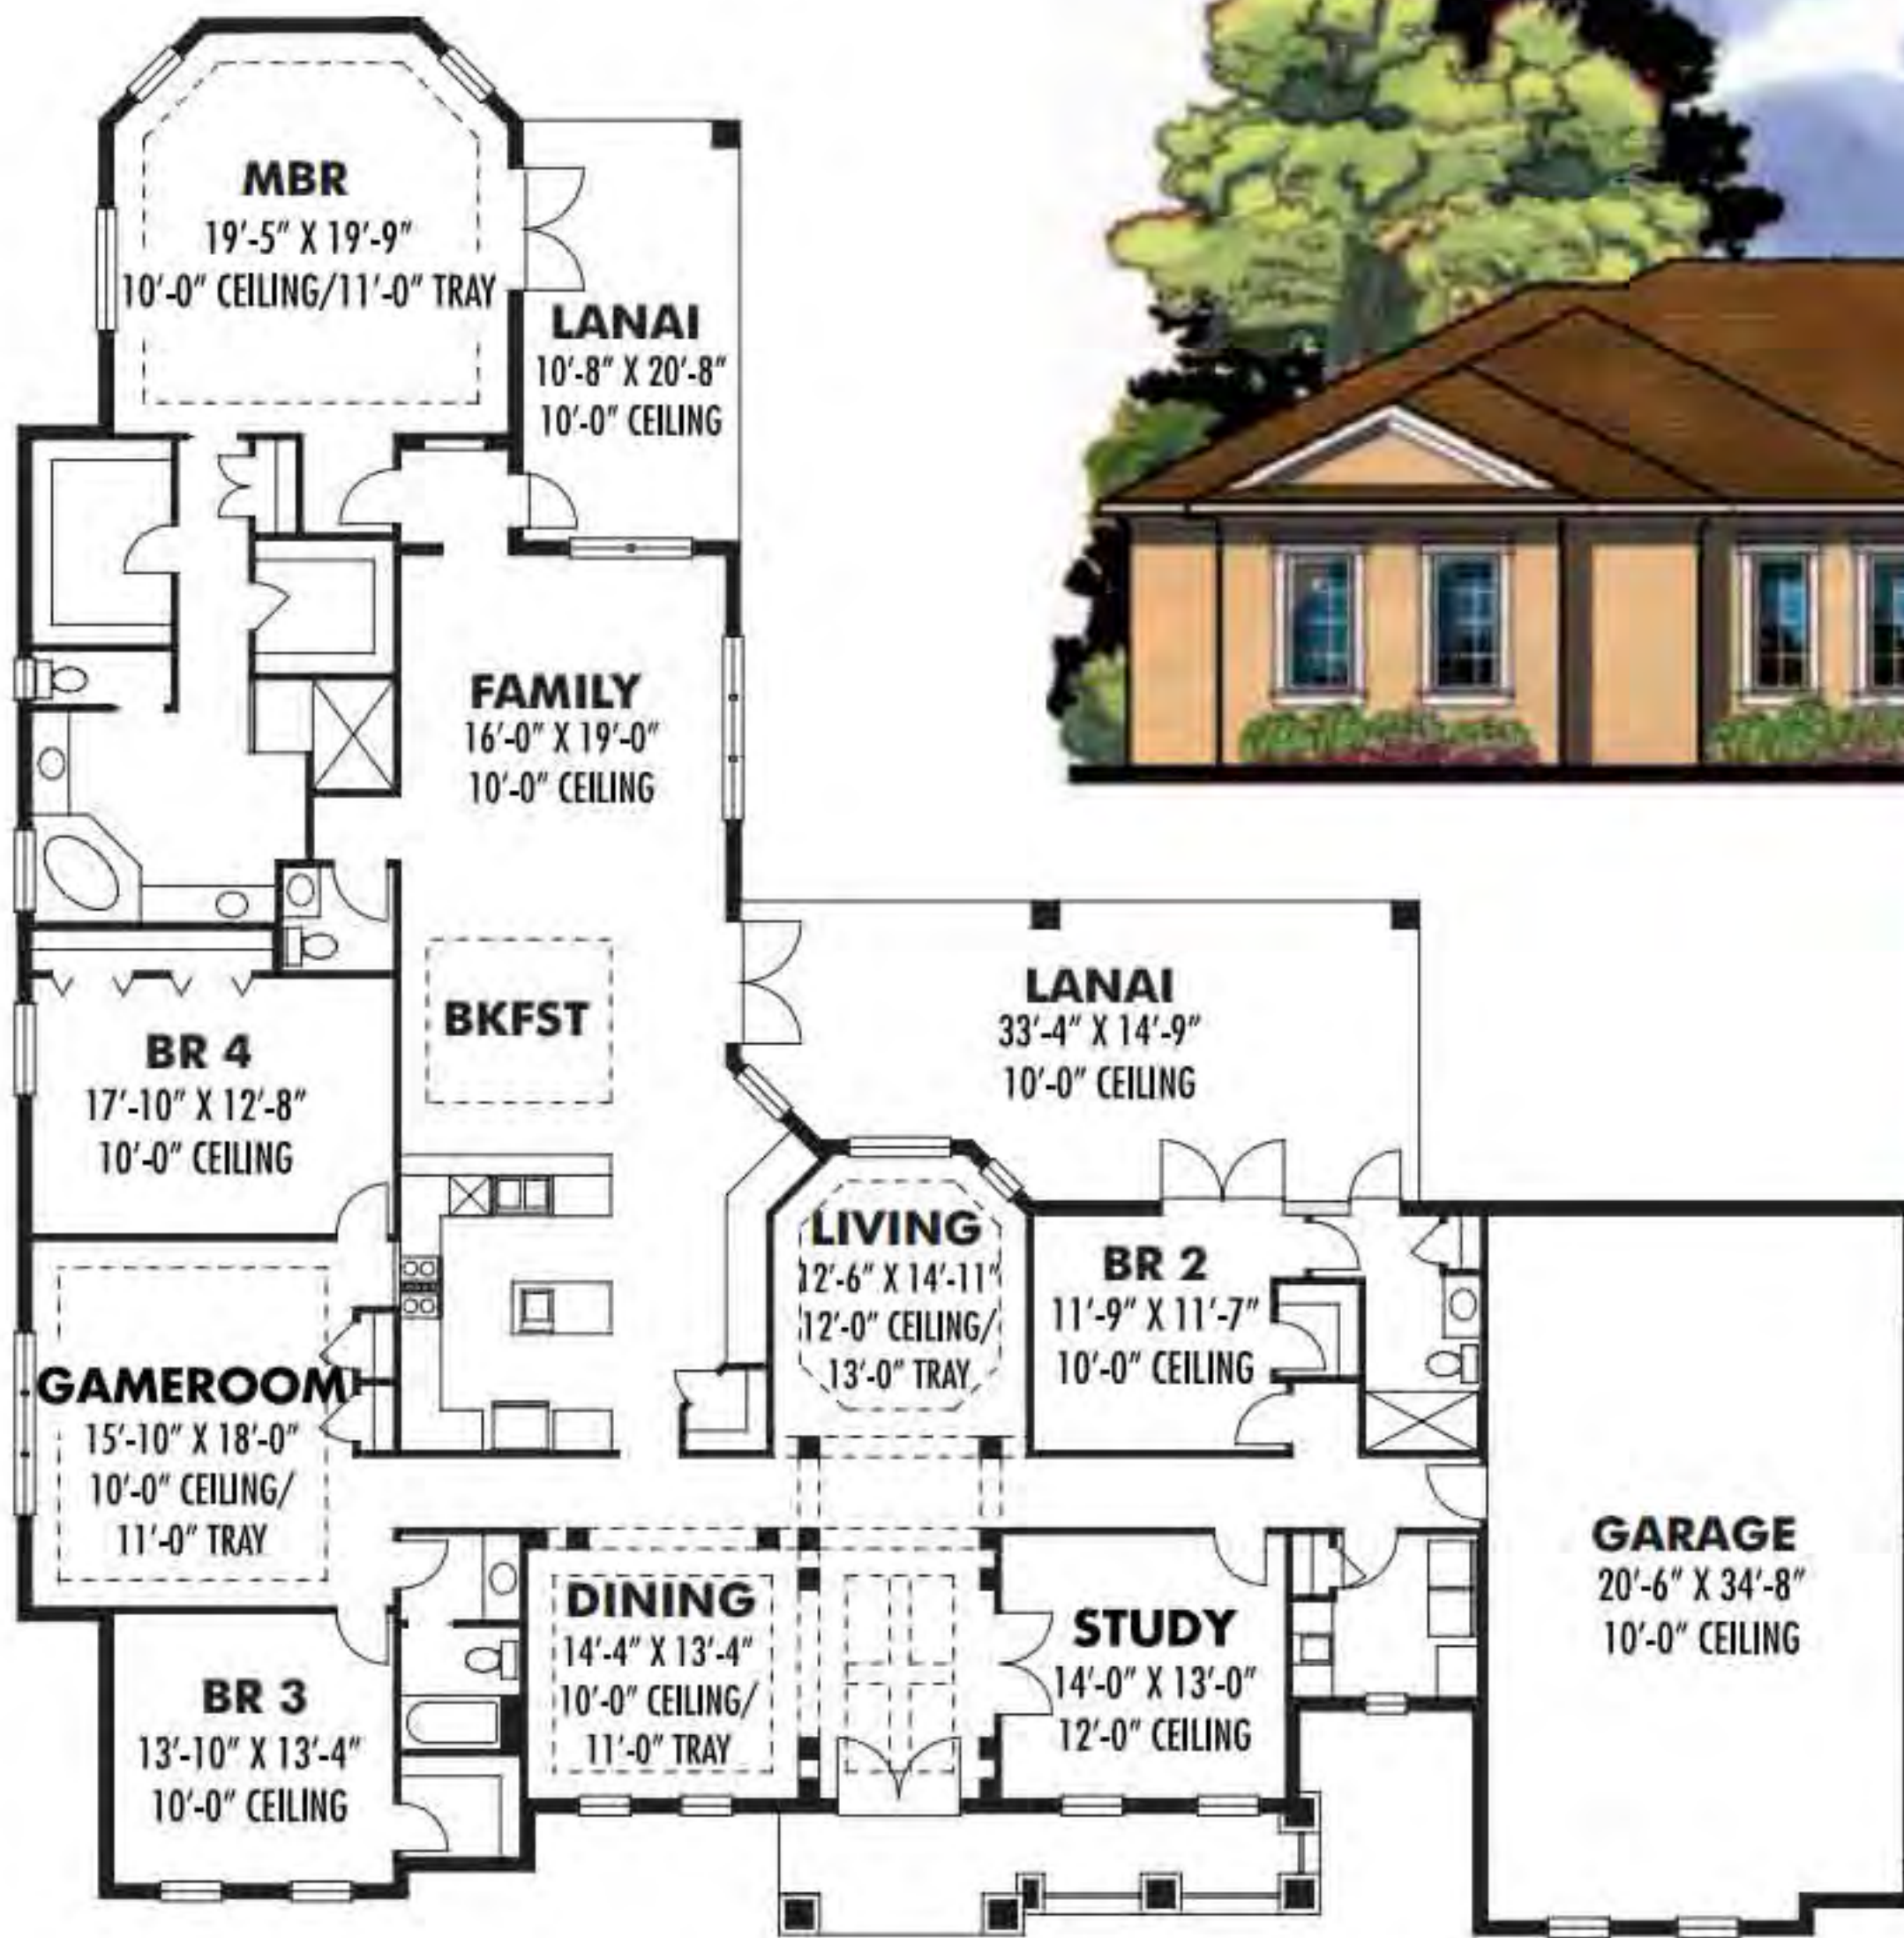 MBR
19'-5" X 19'-9"
10'-0" CEILING/11'-0" TRAY
LANAI
10'-8" X 20'-8"
10'-0" CEILING
FAMILY
16'-0" X 19'-0"
10'-0" CEILING
BKFST
LANAI
33'-4" X 14'-9"
10'-0" CEILING
BR 4
17'-10" X 12'-8"
10'-0" CEILING
LIVING
12'-6" X 14'-11"
12'-0" CEILING/
13'-0" TRAY
BR 2
11'-9" X 11'-7"
10'-0" CEILING
GAMEROOM
15'-10" X 18'-0"
10'-0" CEILING/
11'-0" TRAY
GARAGE
20'-6" X 34'-8"
10'-0" CEILING
DINING
14'-4" X 13'-4"
10'-0" CEILING/
11'-0" TRAY
STUDY
14'-0" X 13'-0"
12'-0" CEILING
BR 3
13'-10" X 13'-4"
10'-0" CEILING